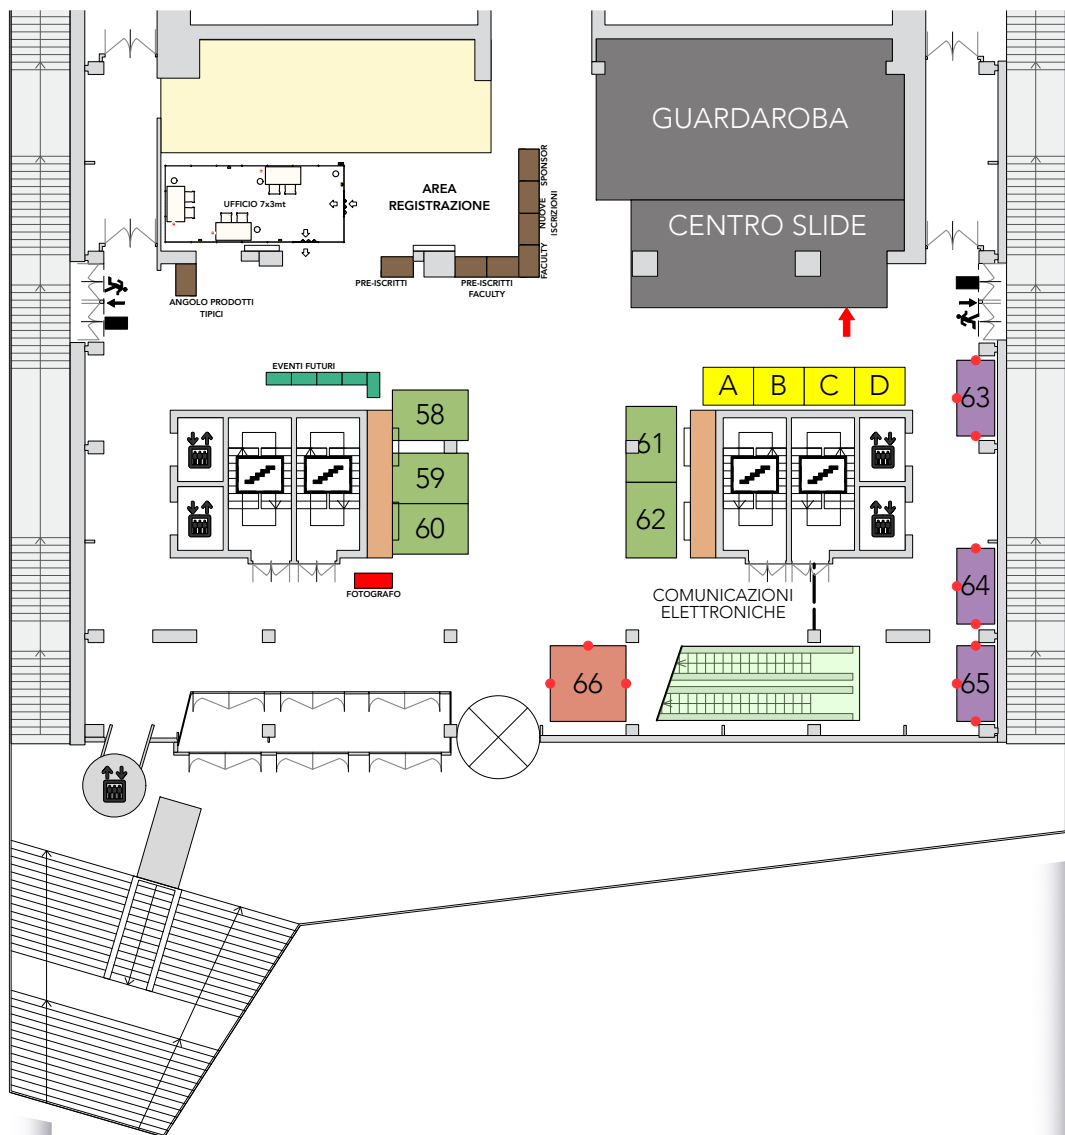 GUARDAROBA
SPONSOR
NUOVE
ISCRIZIONI
FACULTY
AREA
REGISTRAZIONE
UFFICIO 7x3mt
CENTRO SLIDE
PRE-ISCRITTI
PRE-ISCRITTI
FACULTY
ANGOLO PRODOTTI
TIPICI
EVENTI FUTURI
A B C D
63
58
61
59
62
60
FOTOGRAFO
COMUNICAZIONI
ELETTRONICHE
64
66
65